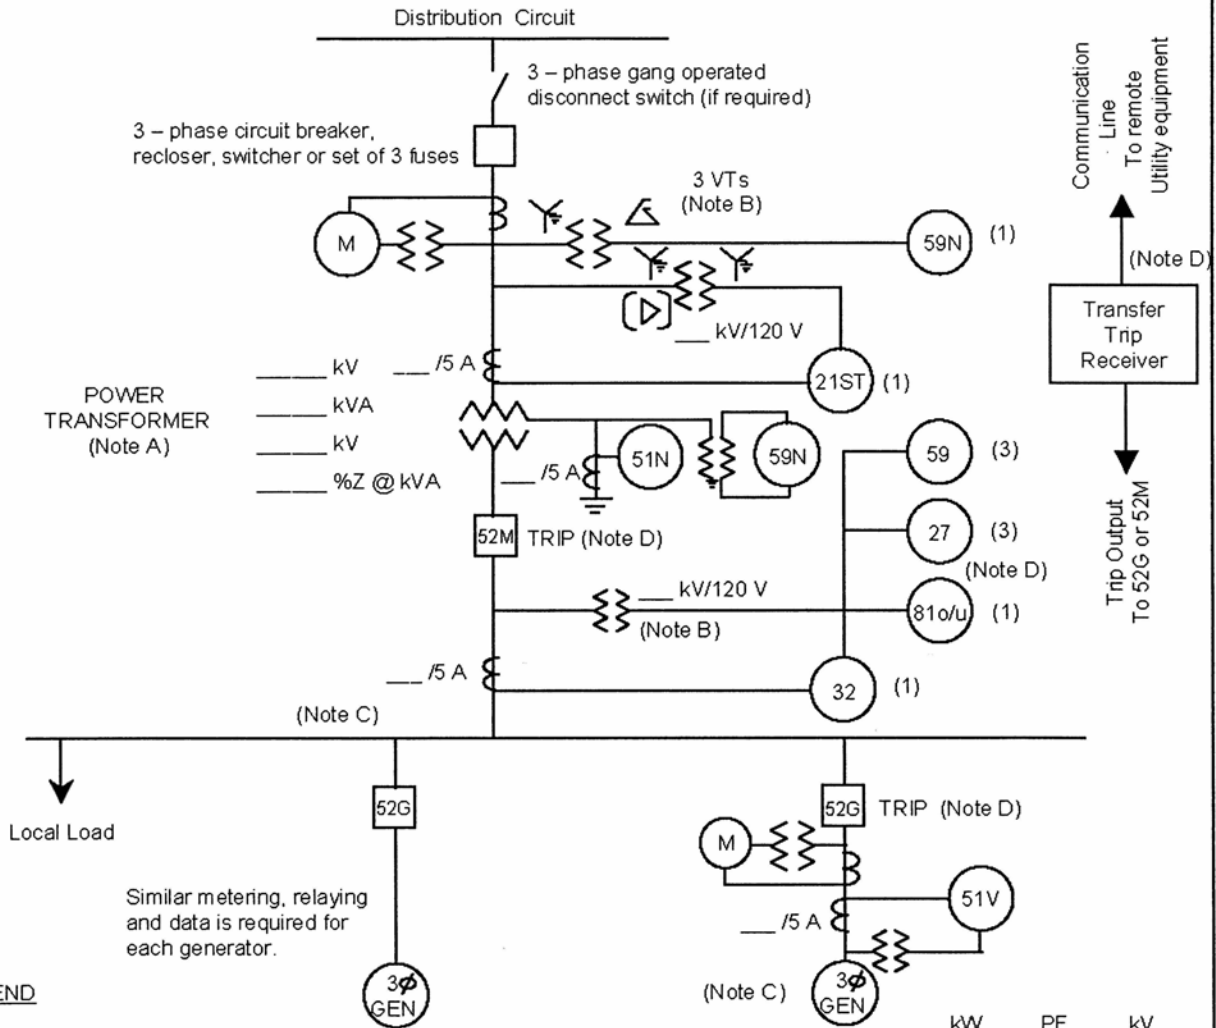 Distribution Circuit
3 – phase gang operated
disconnect switch (if required)
3 – phase circuit breaker,
recloser, switcher or set of 3 fuses
Communication
Line
To remote
Utility equipment
3 VTs
(Note B)
M
59N
(1)
(Note D)
___ kV/120 V
Transfer
Trip
Receiver
POWER
TRANSFORMER
(Note A)
______ kV
______ kVA
______ kV
______ %Z @ kVA
___ /5 A
21ST
(1)
___ /5 A
51N
59N
59
(3)
27
(3)
(Note D)
81o/u
(1)
Trip Output
To 52G or 52M
52M
TRIP (Note D)
___ kV/120 V
(Note B)
___ /5 A
32
(1)
(Note C)
Local Load
52G
52G
TRIP (Note D)
M
51V
___ /5 A
Similar metering, relaying
and data is required for
each generator.
3ϕ
GEN
(Note C)
3ϕ
GEN
END
kW PF kV